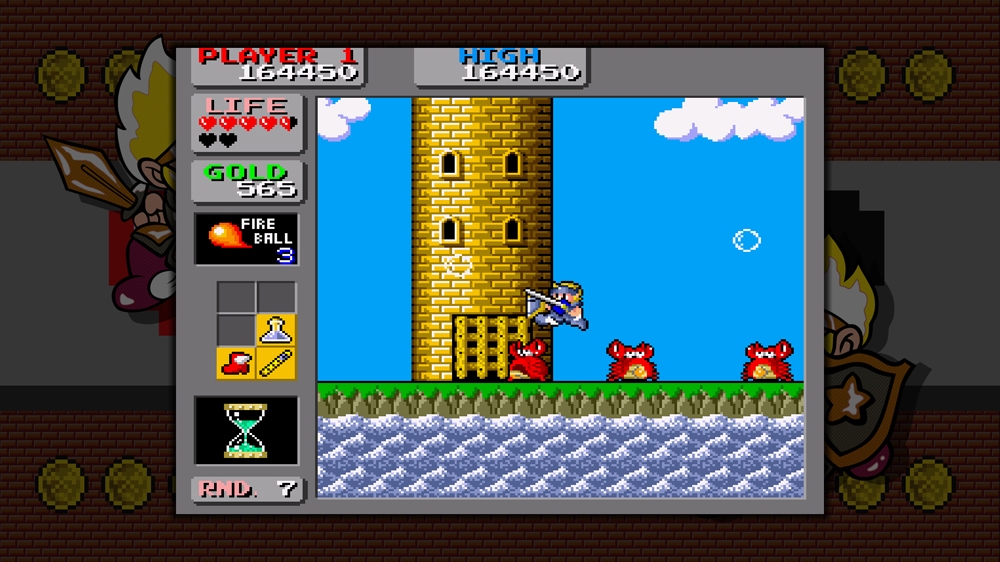 PLAYER 1
164450
HIGH
164450
LIFE
GOLD
565
FIRE
BALL
3
RND. 7